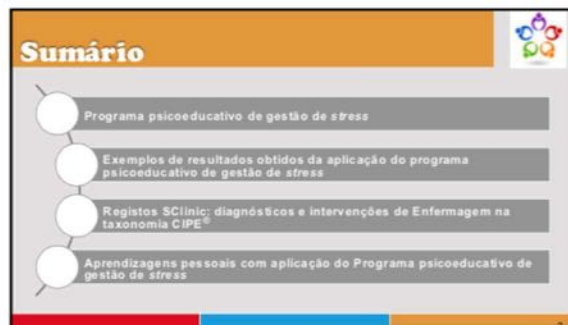 Sumário
Programa psicoeducativo de gestão de stress
Exemplos de resultados obtidos da aplicação do programa
psicoeducativo de gestão de stress
Registos SClinic: diagnósticos e intervenções de Enfermagem na
taxonomia CIPE®
Aprendizagens pessoais com aplicação do Programa psicoeducativo de
gestão de stress